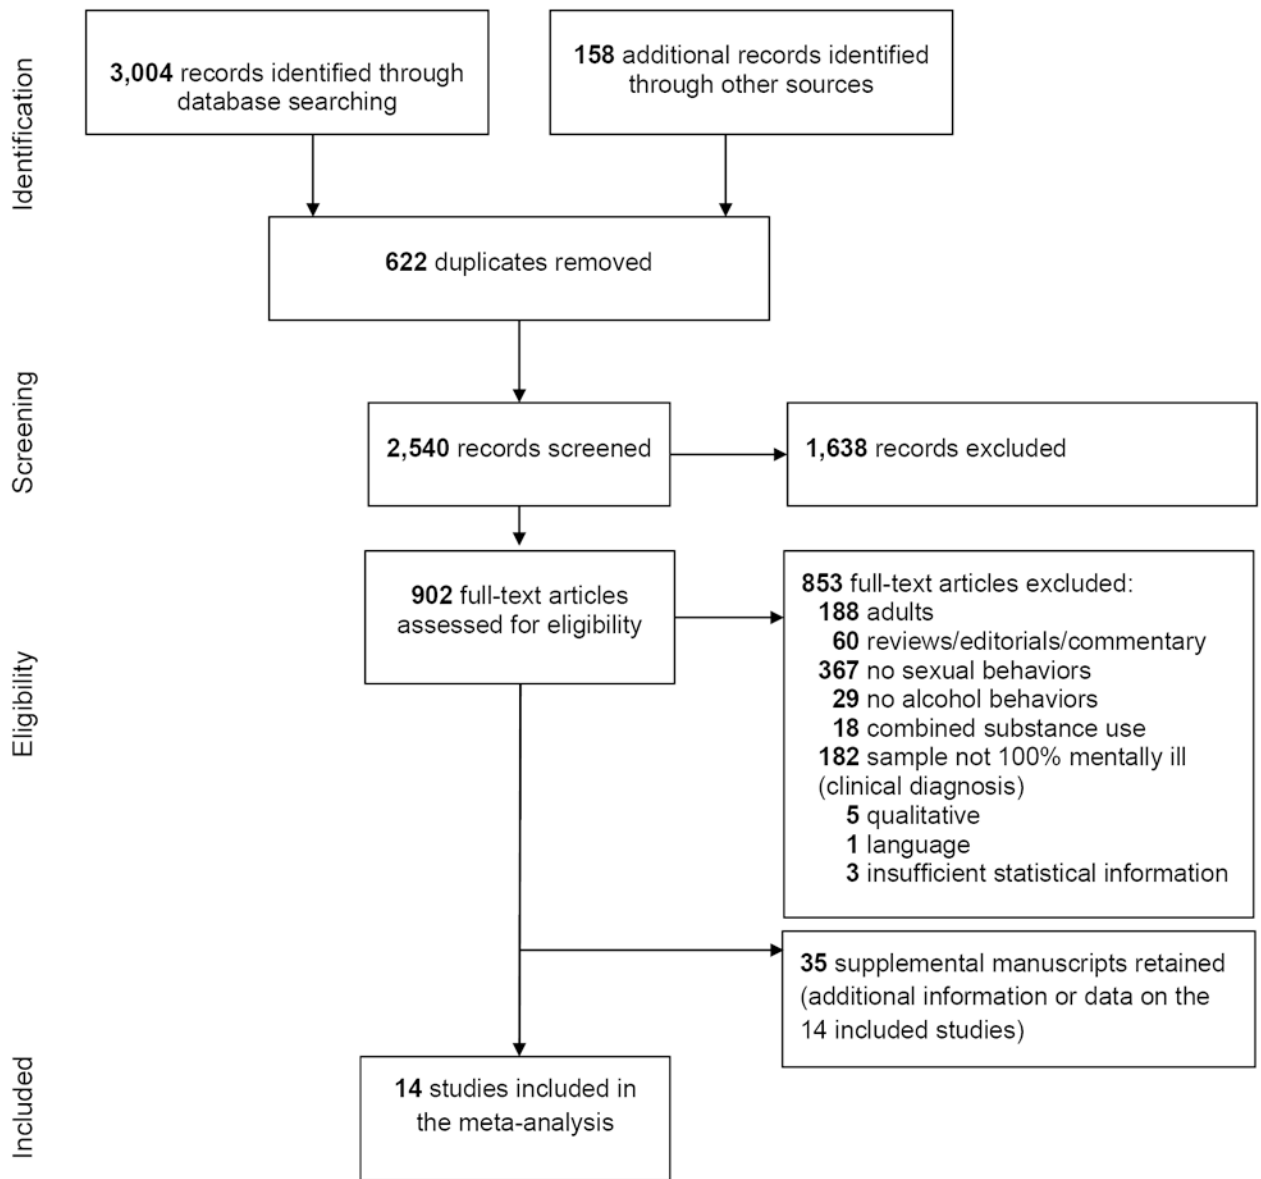 Identification
3,004 records identified through
database searching
158 additional records identified
through other sources
622 duplicates removed
Screening
2,540 records screened
1,638 records excluded
Eligibility
902 full-text articles
assessed for eligibility
853 full-text articles excluded:
188 adults
60 reviews/editorials/commentary
367 no sexual behaviors
29 no alcohol behaviors
18 combined substance use
182 sample not 100% mentally ill
(clinical diagnosis)
5 qualitative
1 language
3 insufficient statistical information
35 supplemental manuscripts retained
(additional information or data on the
14 included studies)
Included
14 studies included in
the meta-analysis